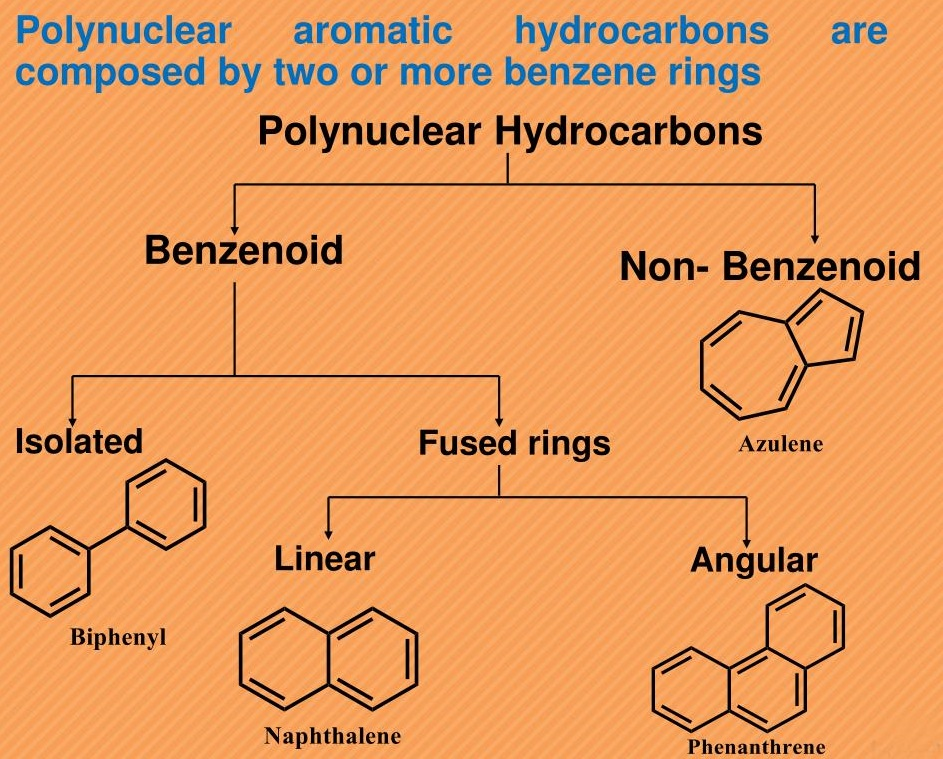 Polynuclear aromatic hydrocarbons are
composed by two or more benzene rings
Polynuclear Hydrocarbons
Benzenoid
Non- Benzenoid
Azulene
Isolated
Fused rings
Biphenyl
Linear
Angular
Naphthalene
Phenanthrene